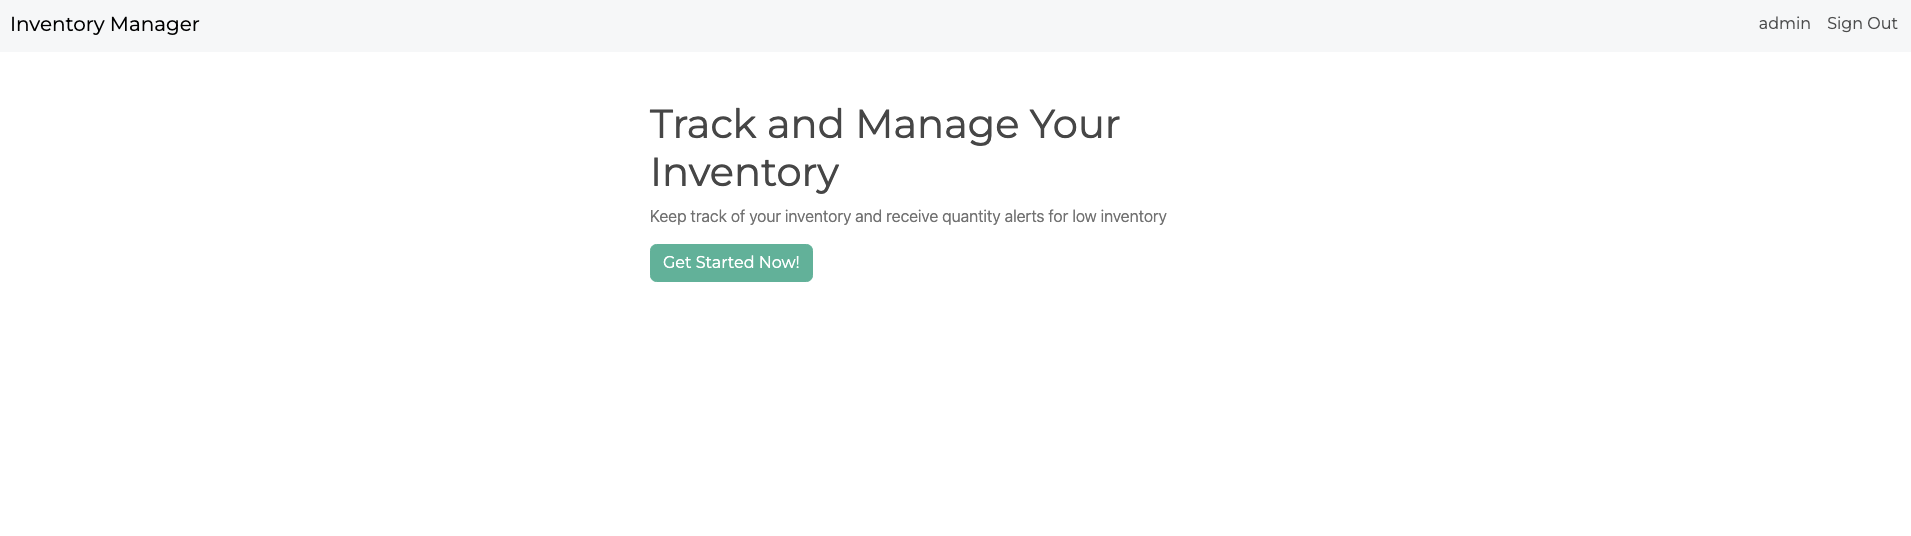 Inventory Manager
admin Sign Out
Track and Manage Your
Inventory
Keep track of your inventory and receive quantity alerts for low inventory
Get Started Now!